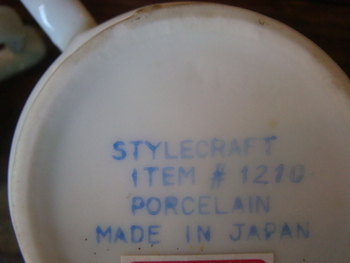 STYLECRAFT
ITEM # 1210
PORCELAIN
MADE IN JAPAN